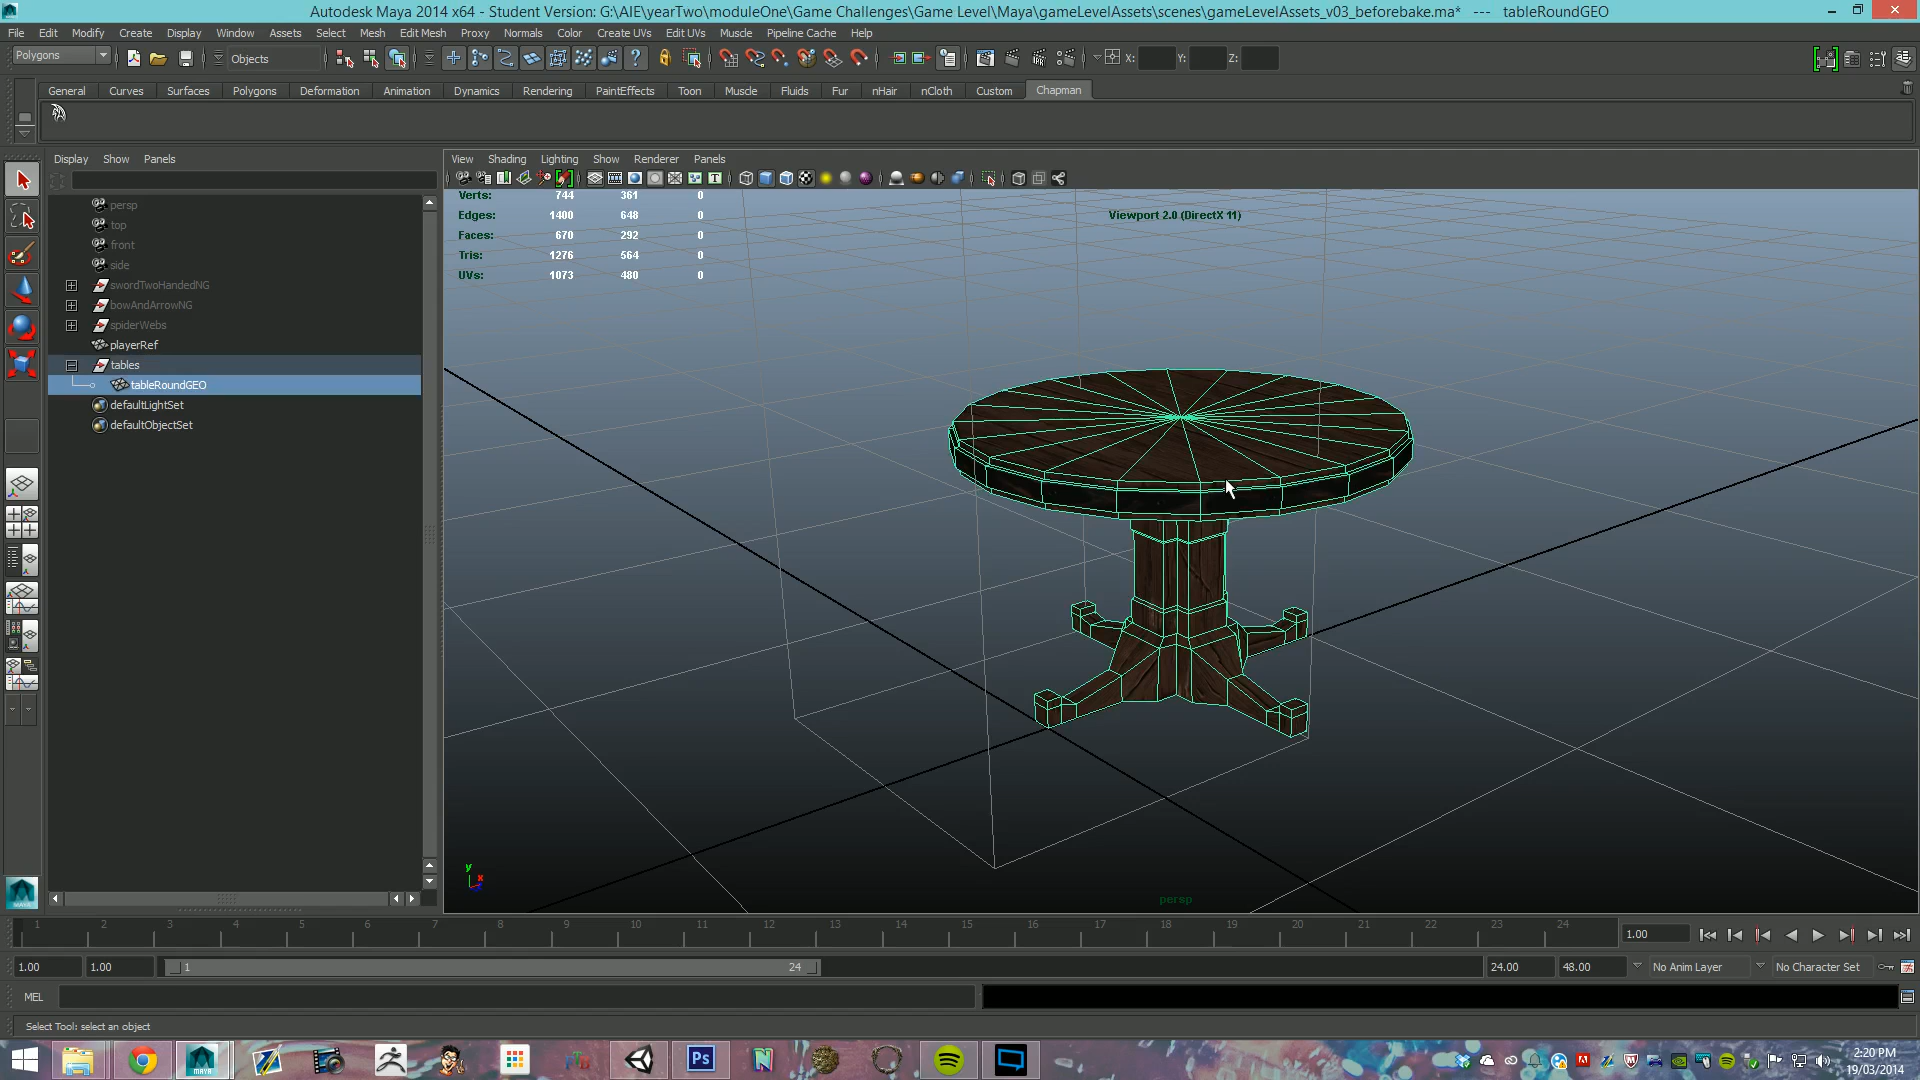 Autodesk Maya 2014 x64 - Student Version: G:\AIE\yearTwo\moduleOne\Game Challenges\Game Level\Maya\gameLevelAssets\scenes\gameLevelAssets_v03_beforebake.ma* --- tableRoundGEO
File Edit Modify Create Display Window Assets Select Mesh Edit Mesh Proxy Normals Color Create UVs Edit UVs Muscle Pipeline Cache Help
Polygons Objects X: Y: Z:
General Curves Surfaces Polygons Deformation Animation Dynamics Rendering PaintEffects Toon Muscle Fluids Fur nHair nCloth Custom Chapman
Display Show Panels
View Shading Lighting Show Renderer Panels
persp
top
front
side
swordTwoHandedNG
bowAndArrowNG
spiderWebs
playerRef
tables
tableRoundGEO
defaultLightSet
defaultObjectSet
Verts: 744 361 0
Edges: 1400 648 0
Faces: 670 292 0
Tris: 1276 564 0
UVs: 1073 480 0
Viewport 2.0 (DirectX 11)
y
x
persp
1 2 3 4 5 6 7 8 9 10 11 12 13 14 15 16 17 18 19 20 21 22 23 24 1.00
1.00 1.00 1 24 24.00 48.00 No Anim Layer No Character Set
MEL
Select Tool: select an object
MAYA
Ps
2:20 PM
19/03/2014